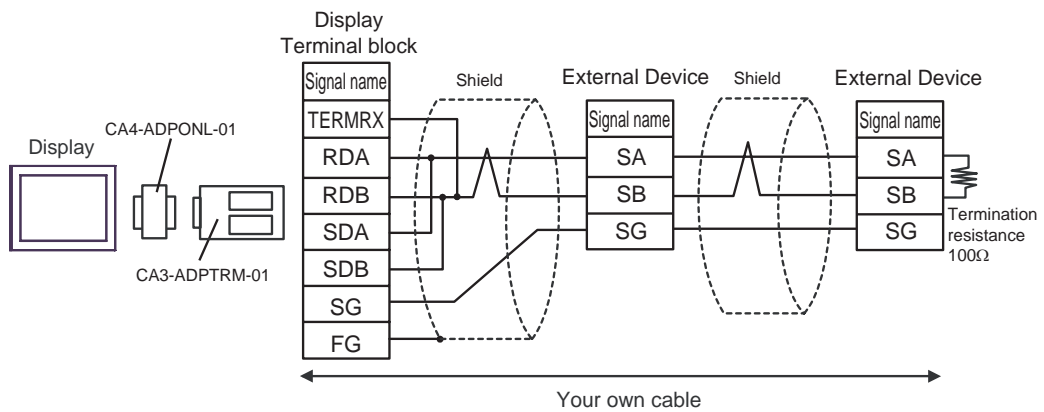 Display
Terminal block
Signal name
TERMRX
RDA
RDB
SDA
SDB
SG
FG
Display
CA4-ADPONL-01
CA3-ADPTRM-01
Shield
External Device
Signal name
SA
SB
SG
Shield
External Device
Signal name
SA
SB
SG
Termination
resistance
100Ω
Your own cable